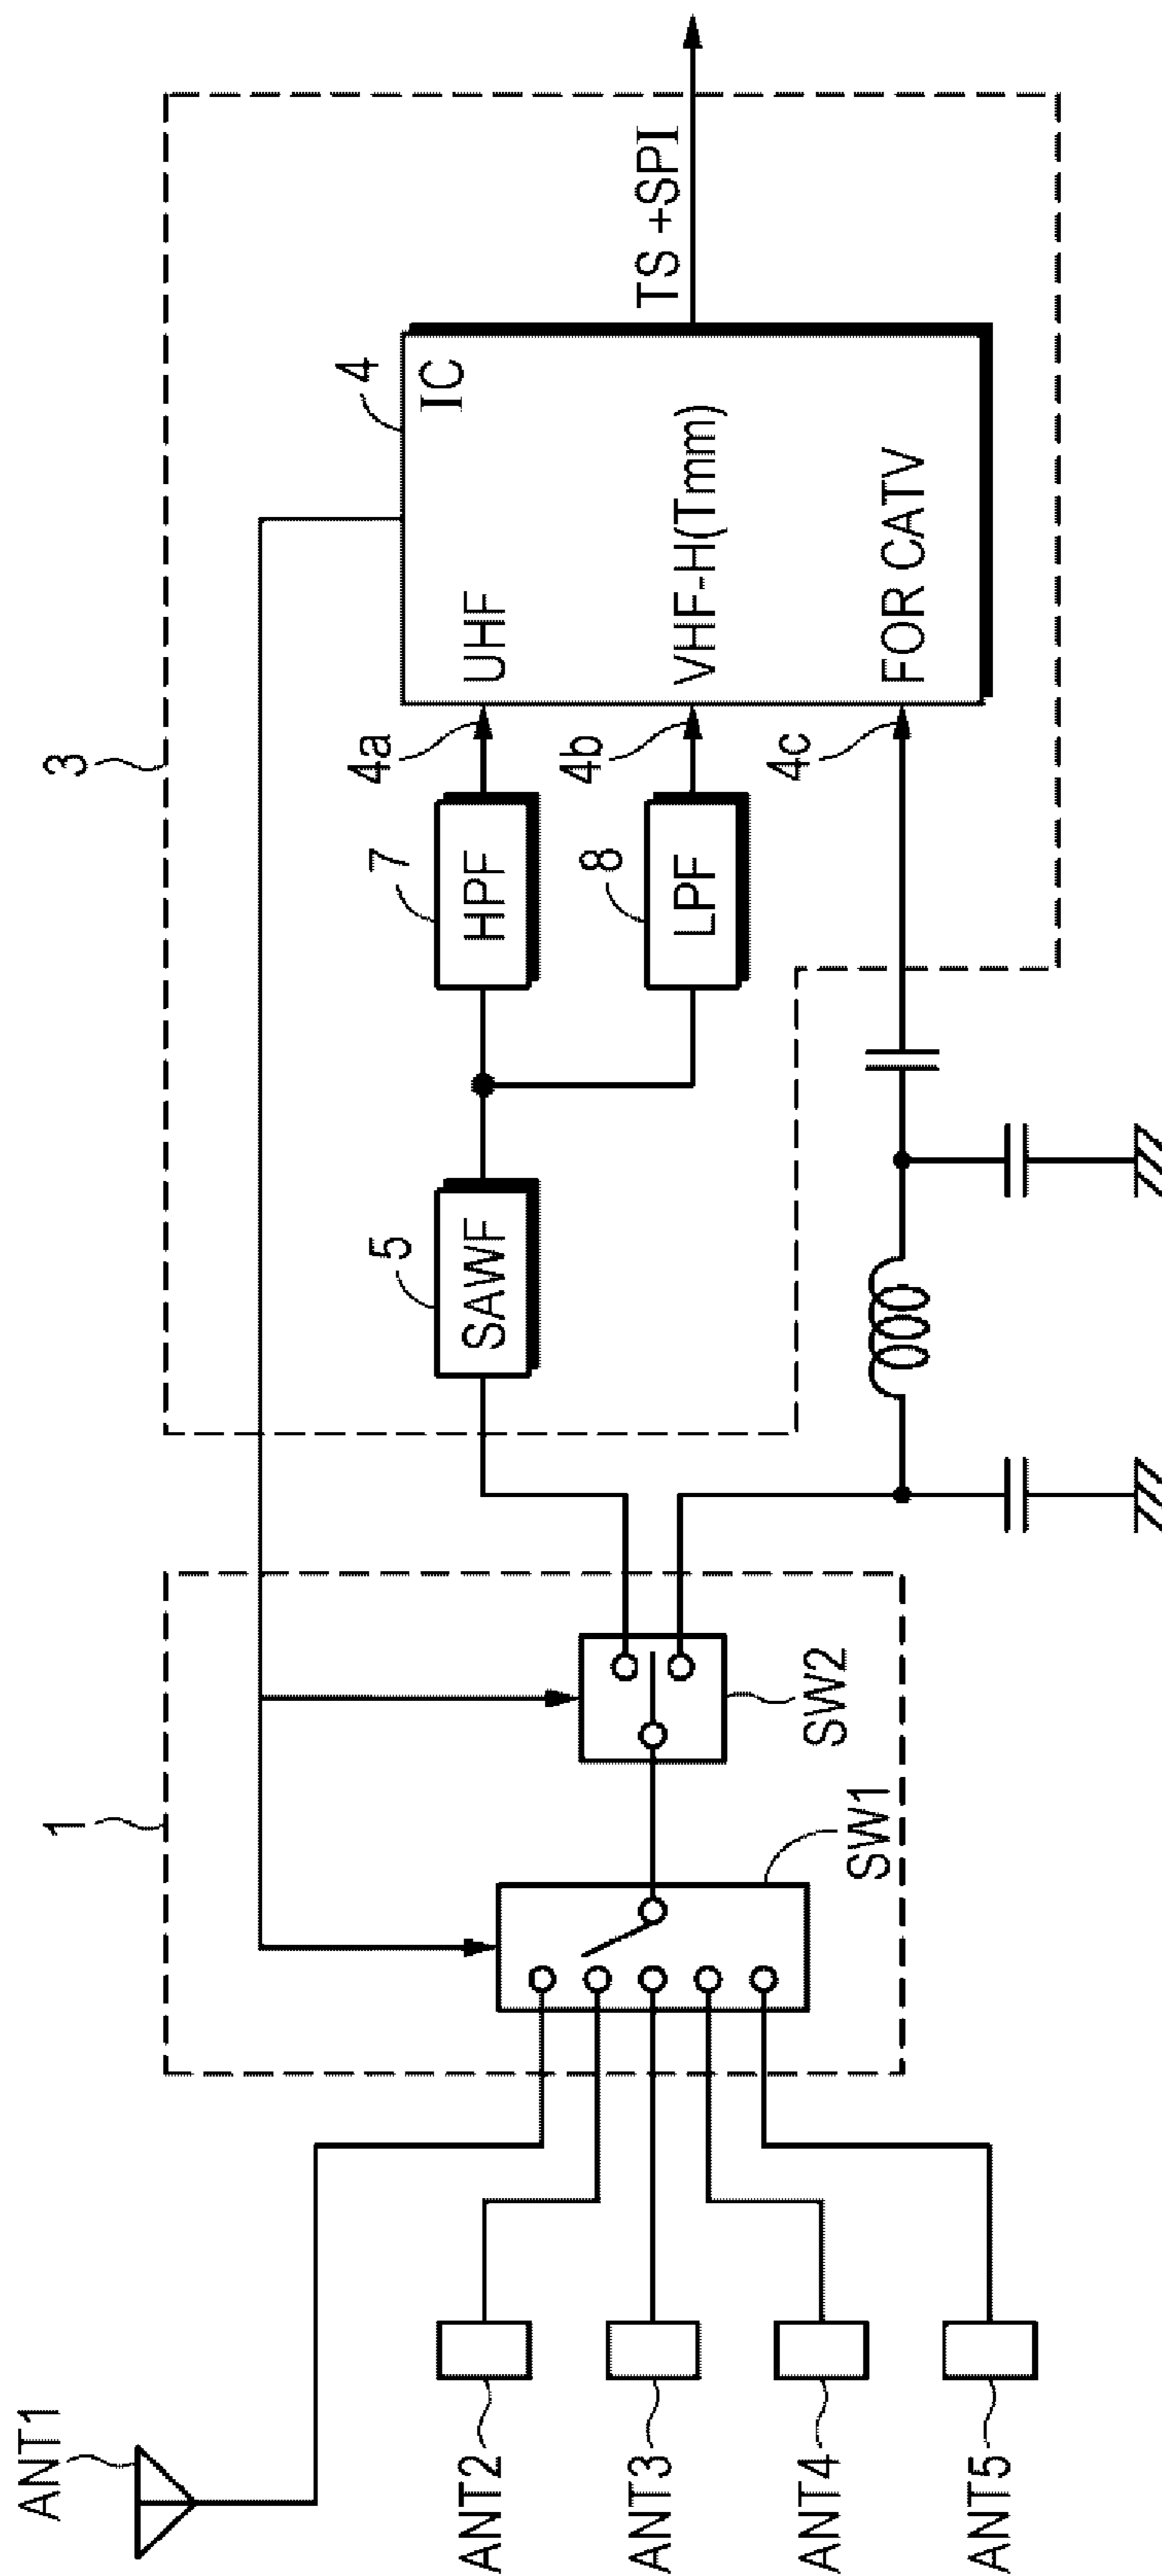 ANT1
ANT2
ANT3
ANT4
ANT5
1
SW1
SW2
3
5
SAWF
7
HPF
8
LPF
4a
4b
4c
4
IC
UHF
VHF-H(Tmm)
FOR CATV
TS +SPI